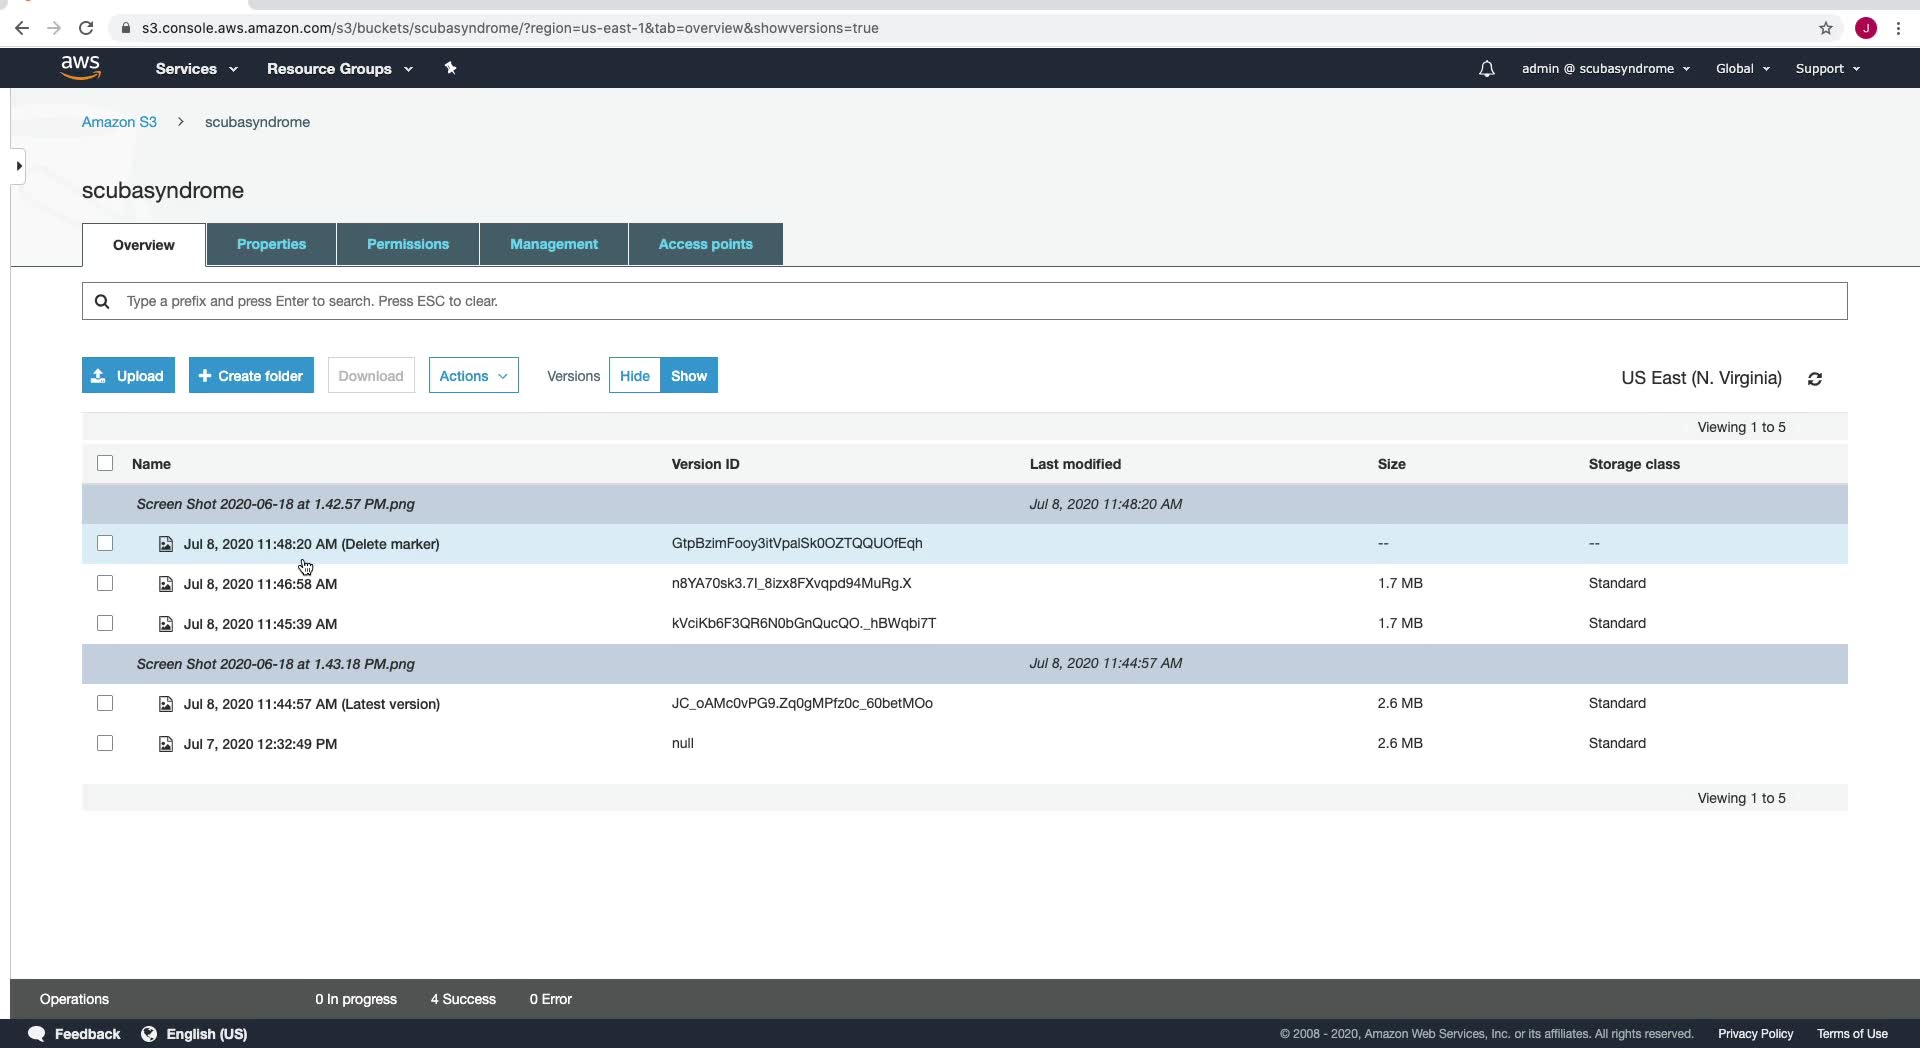 s3.console.aws.amazon.com/s3/buckets/scubasyndrome/?region=us-east-1&tab=overview&showversions=true
J
aws Services Resource Groups admin @ scubasyndrome Global Support
Amazon S3 > scubasyndrome
scubasyndrome
Overview Properties Permissions Management Access points
Type a prefix and press Enter to search. Press ESC to clear.
Upload + Create folder Download Actions Versions Hide Show US East (N. Virginia)
Viewing 1 to 5
Name Version ID Last modified Size Storage class
Screen Shot 2020-06-18 at 1.42.57 PM.png Jul 8, 2020 11:48:20 AM
Jul 8, 2020 11:48:20 AM (Delete marker) GtpBzimFooy3itVpalSk0OZTQQUOfEqh -- --
Jul 8, 2020 11:46:58 AM n8YA70sk3.7I_8izx8FXvqpd94MuRg.X 1.7 MB Standard
Jul 8, 2020 11:45:39 AM kVciKb6F3QR6N0bGnQucQO._hBWqbi7T 1.7 MB Standard
Screen Shot 2020-06-18 at 1.43.18 PM.png Jul 8, 2020 11:44:57 AM
Jul 8, 2020 11:44:57 AM (Latest version) JC_oAMc0vPG9.Zq0gMPfz0c_60betMOo 2.6 MB Standard
Jul 7, 2020 12:32:49 PM null 2.6 MB Standard
Viewing 1 to 5
Operations 0 In progress 4 Success 0 Error
Feedback English (US) © 2008 - 2020, Amazon Web Services, Inc. or its affiliates. All rights reserved. Privacy Policy Terms of Use